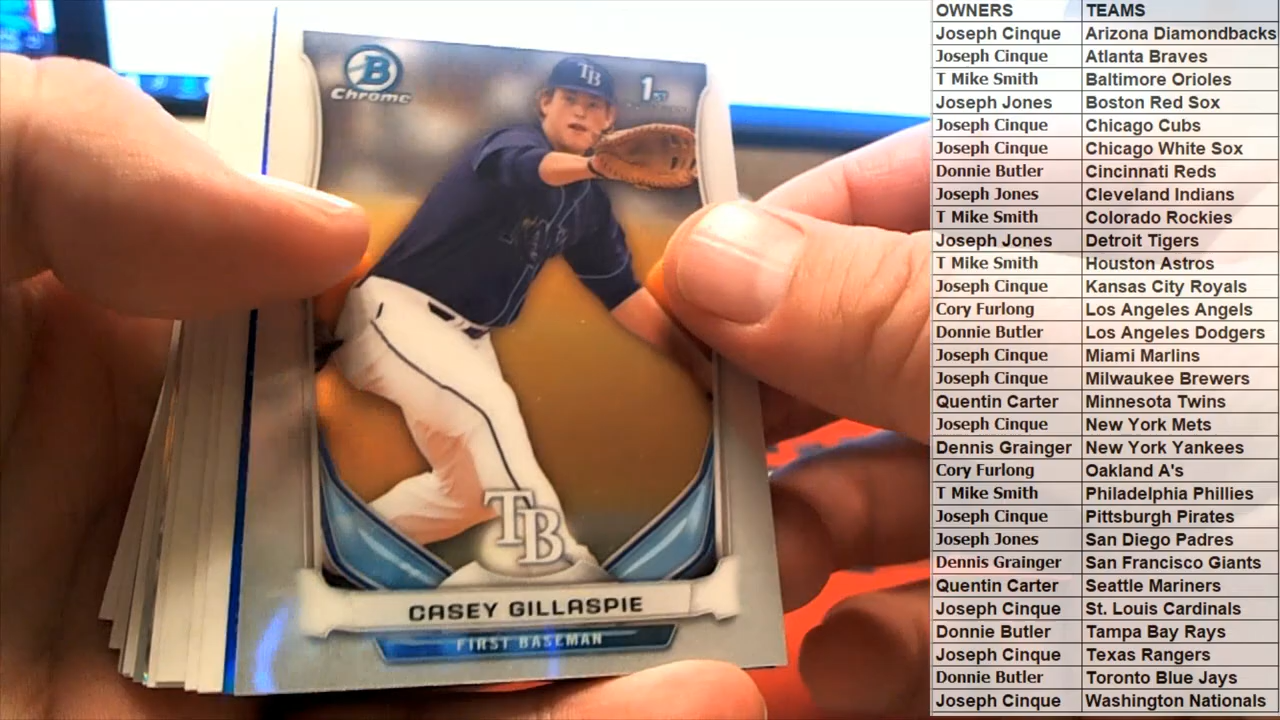 B
Chrome
TB
1ST
TB
CASEY GILLASPIE
FIRST BASEMAN
OWNERS TEAMS
Joseph Cinque Arizona Diamondbacks
Joseph Cinque Atlanta Braves
T Mike Smith Baltimore Orioles
Joseph Jones Boston Red Sox
Joseph Cinque Chicago Cubs
Joseph Cinque Chicago White Sox
Donnie Butler Cincinnati Reds
Joseph Jones Cleveland Indians
T Mike Smith Colorado Rockies
Joseph Jones Detroit Tigers
T Mike Smith Houston Astros
Joseph Cinque Kansas City Royals
Cory Furlong Los Angeles Angels
Donnie Butler Los Angeles Dodgers
Joseph Cinque Miami Marlins
Joseph Cinque Milwaukee Brewers
Quentin Carter Minnesota Twins
Joseph Cinque New York Mets
Dennis Grainger New York Yankees
Cory Furlong Oakland A's
T Mike Smith Philadelphia Phillies
Joseph Cinque Pittsburgh Pirates
Joseph Jones San Diego Padres
Dennis Grainger San Francisco Giants
Quentin Carter Seattle Mariners
Joseph Cinque St. Louis Cardinals
Donnie Butler Tampa Bay Rays
Joseph Cinque Texas Rangers
Donnie Butler Toronto Blue Jays
Joseph Cinque Washington Nationals